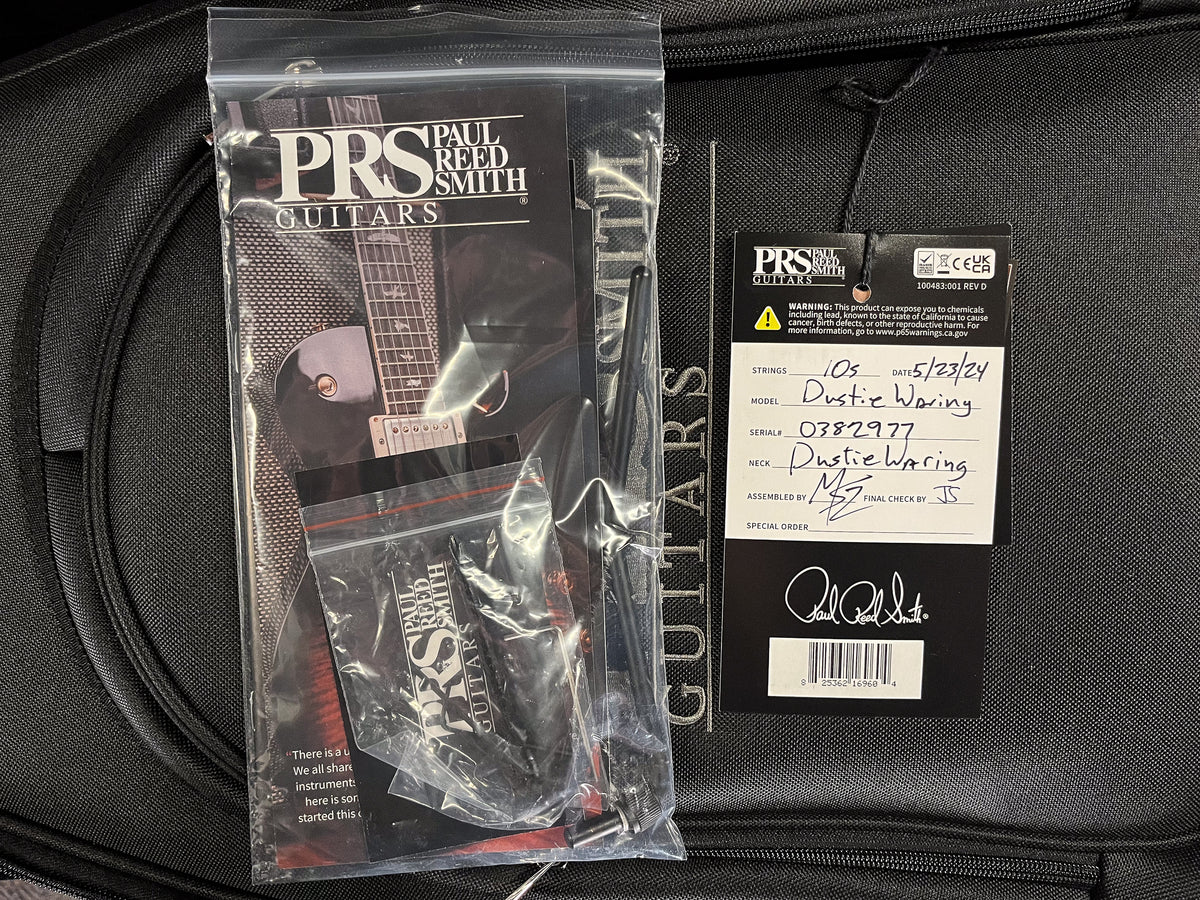 PRS PAUL
REED
SMITH
®
GUITARS
"There is a u
We all share
instruments
here is som
started this
PRS PAUL
REED
SMITH
GUITARS
SMITH
®
GUITARS
PRS PAUL
REED
SMITH
GUITARS
CE UK
CA
100483:001 REV D
WARNING: This product can expose you to chemicals
including lead, known to the state of California to cause
cancer, birth defects, or other reproductive harm. For
more information, go to www.p65warnings.ca.gov
STRINGS 10s DATE 5/23/24
MODEL Dustie Waring
SERIAL# 0382977
NECK Dustie Waring
ASSEMBLED BY MSZ FINAL CHECK BY JS
SPECIAL ORDER
Paul Reed Smith®
8 25362 16960 4